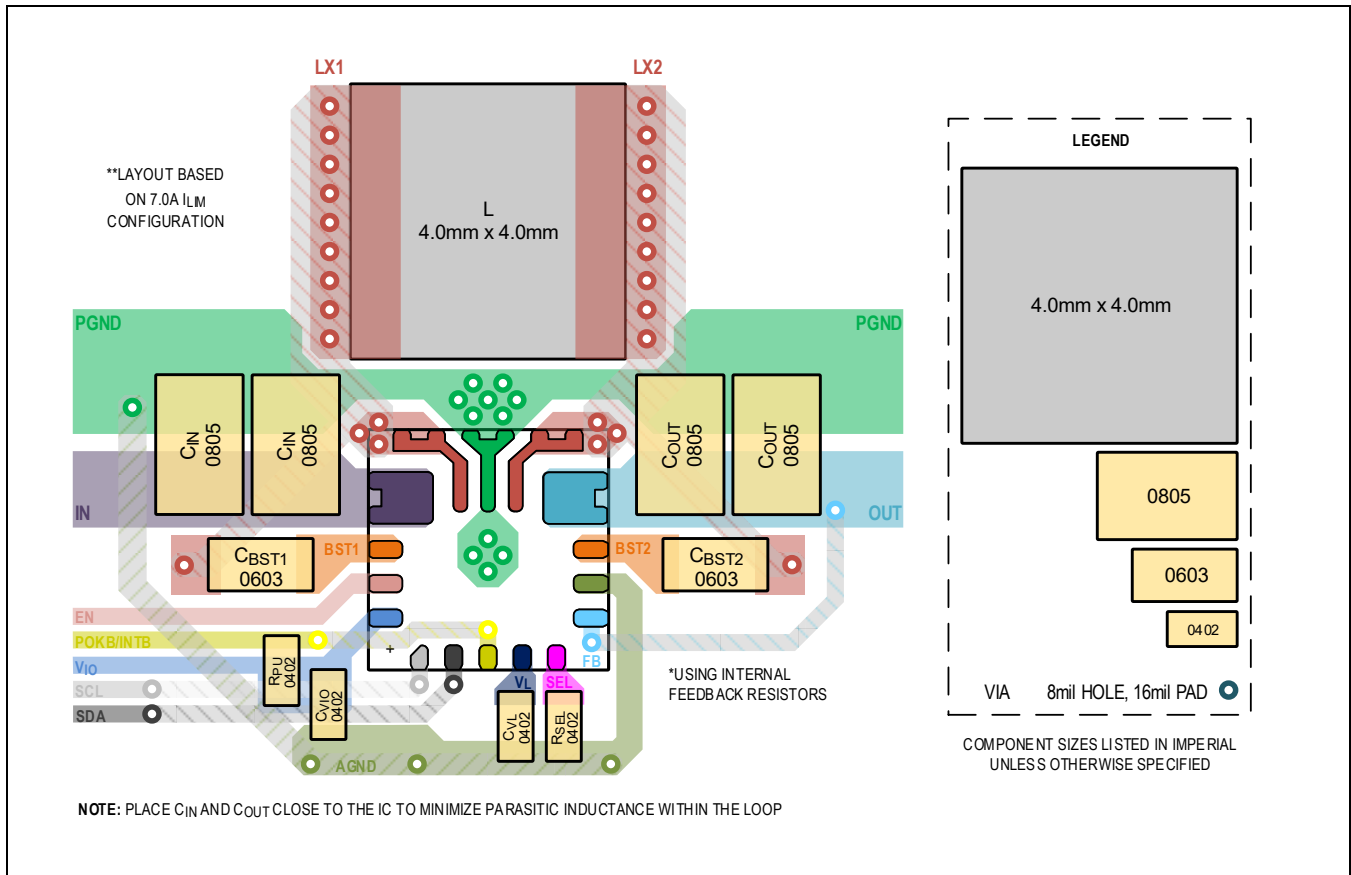 LX1
LX2
**LAYOUT BASED
ON 7.0A ILIM
CONFIGURATION
L
4.0mm x 4.0mm
PGND
PGND
CIN
0805
CIN
0805
COUT
0805
COUT
0805
IN
OUT
BST1
CBST1
0603
BST2
CBST2
0603
EN
POKB/INTB
VIO
SCL
SDA
RPU
0402
CVIO
0402
+
VL
SEL
FB
CVL
0402
RSEL
0402
*USING INTERNAL
FEEDBACK RESISTORS
AGND
NOTE: PLACE CIN AND COUT CLOSE TO THE IC TO MINIMIZE PARASITIC INDUCTANCE WITHIN THE LOOP
LEGEND
4.0mm x 4.0mm
0805
0603
0402
VIA 8mil HOLE, 16mil PAD
COMPONENT SIZES LISTED IN IMPERIAL
UNLESS OTHERWISE SPECIFIED